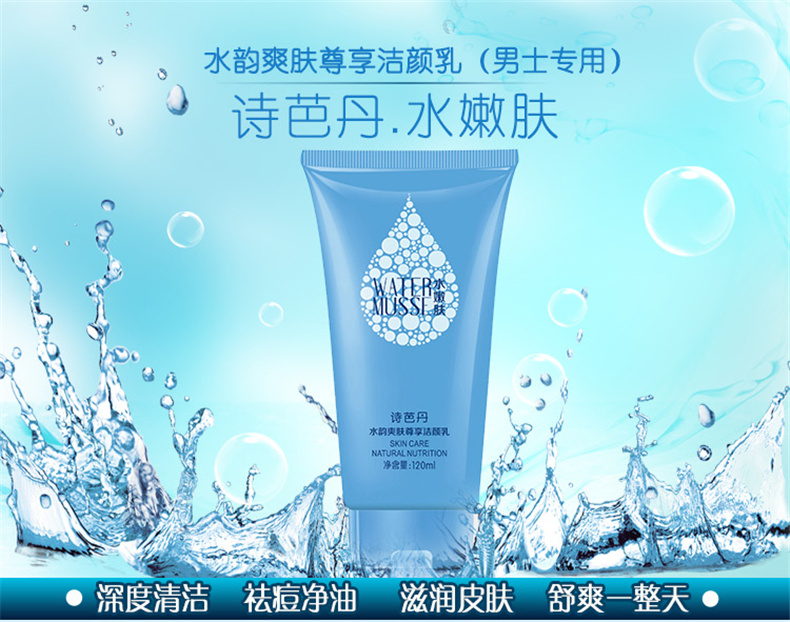 水韵爽肤尊享洁颜乳（男士专用）
诗芭丹.水嫩肤
WATER MUSSE 水嫩肤
诗芭丹
水韵爽肤尊享洁颜乳
SKIN CARE
NATURAL NUTRITION
净含量:120ml
• 深度清洁 祛痘净油 滋润皮肤 舒爽一整天 •